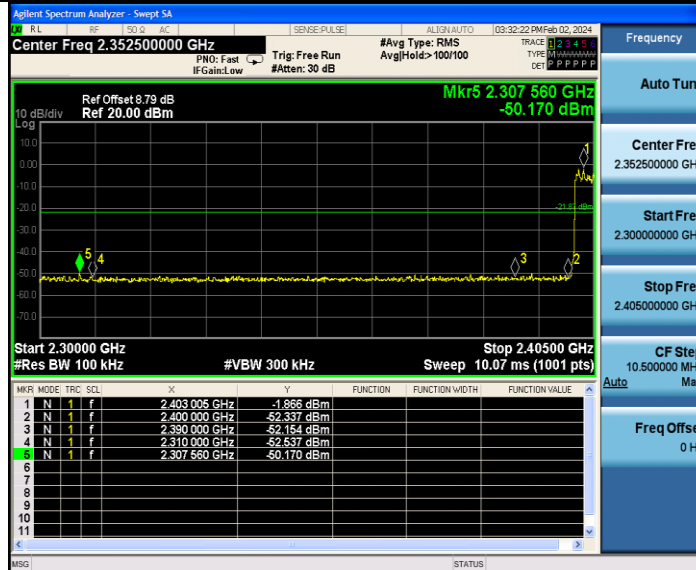 Agilent Spectrum Analyzer - Swept SA
RL RF 50 Ω AC SENSE:PULSE ALIGN AUTO 03:32:22 PM Feb 02, 2024
Center Freq 2.352500000 GHz
#Avg Type: RMS
TRACE 1 2 3 4 5 6
PNO: Fast
Trig: Free Run
Avg|Hold:> 100/100
TYPE M
IFGain:Low
#Atten: 30 dB
DET P P P P P P
Mkr5 2.307 560 GHz
-50.170 dBm
Ref Offset 8.79 dB
10 dB/div Ref 20.00 dBm
Log
10.0
0.00
-10.0
-20.0
-30.0
-40.0
-50.0
-60.0
-70.0
1
-21.87 dBm
5
4
3
2
Start 2.30000 GHz Stop 2.40500 GHz
#Res BW 100 kHz #VBW 300 kHz Sweep 10.07 ms (1001 pts)
MKR MODE TRC SCL X Y FUNCTION FUNCTION WIDTH FUNCTION VALUE
1 N 1 f 2.403 005 GHz -1.866 dBm
2 N 1 f 2.400 000 GHz -52.337 dBm
3 N 1 f 2.390 000 GHz -52.154 dBm
4 N 1 f 2.310 000 GHz -52.537 dBm
5 N 1 f 2.307 560 GHz -50.170 dBm
6
7
8
9
10
11
MSG STATUS
Frequency
Auto Tun
Center Fre
2.352500000 GH
Start Fre
2.300000000 GH
Stop Fre
2.405000000 GH
CF Ste
10.500000 MH
Auto Ma
Freq Offse
0 H